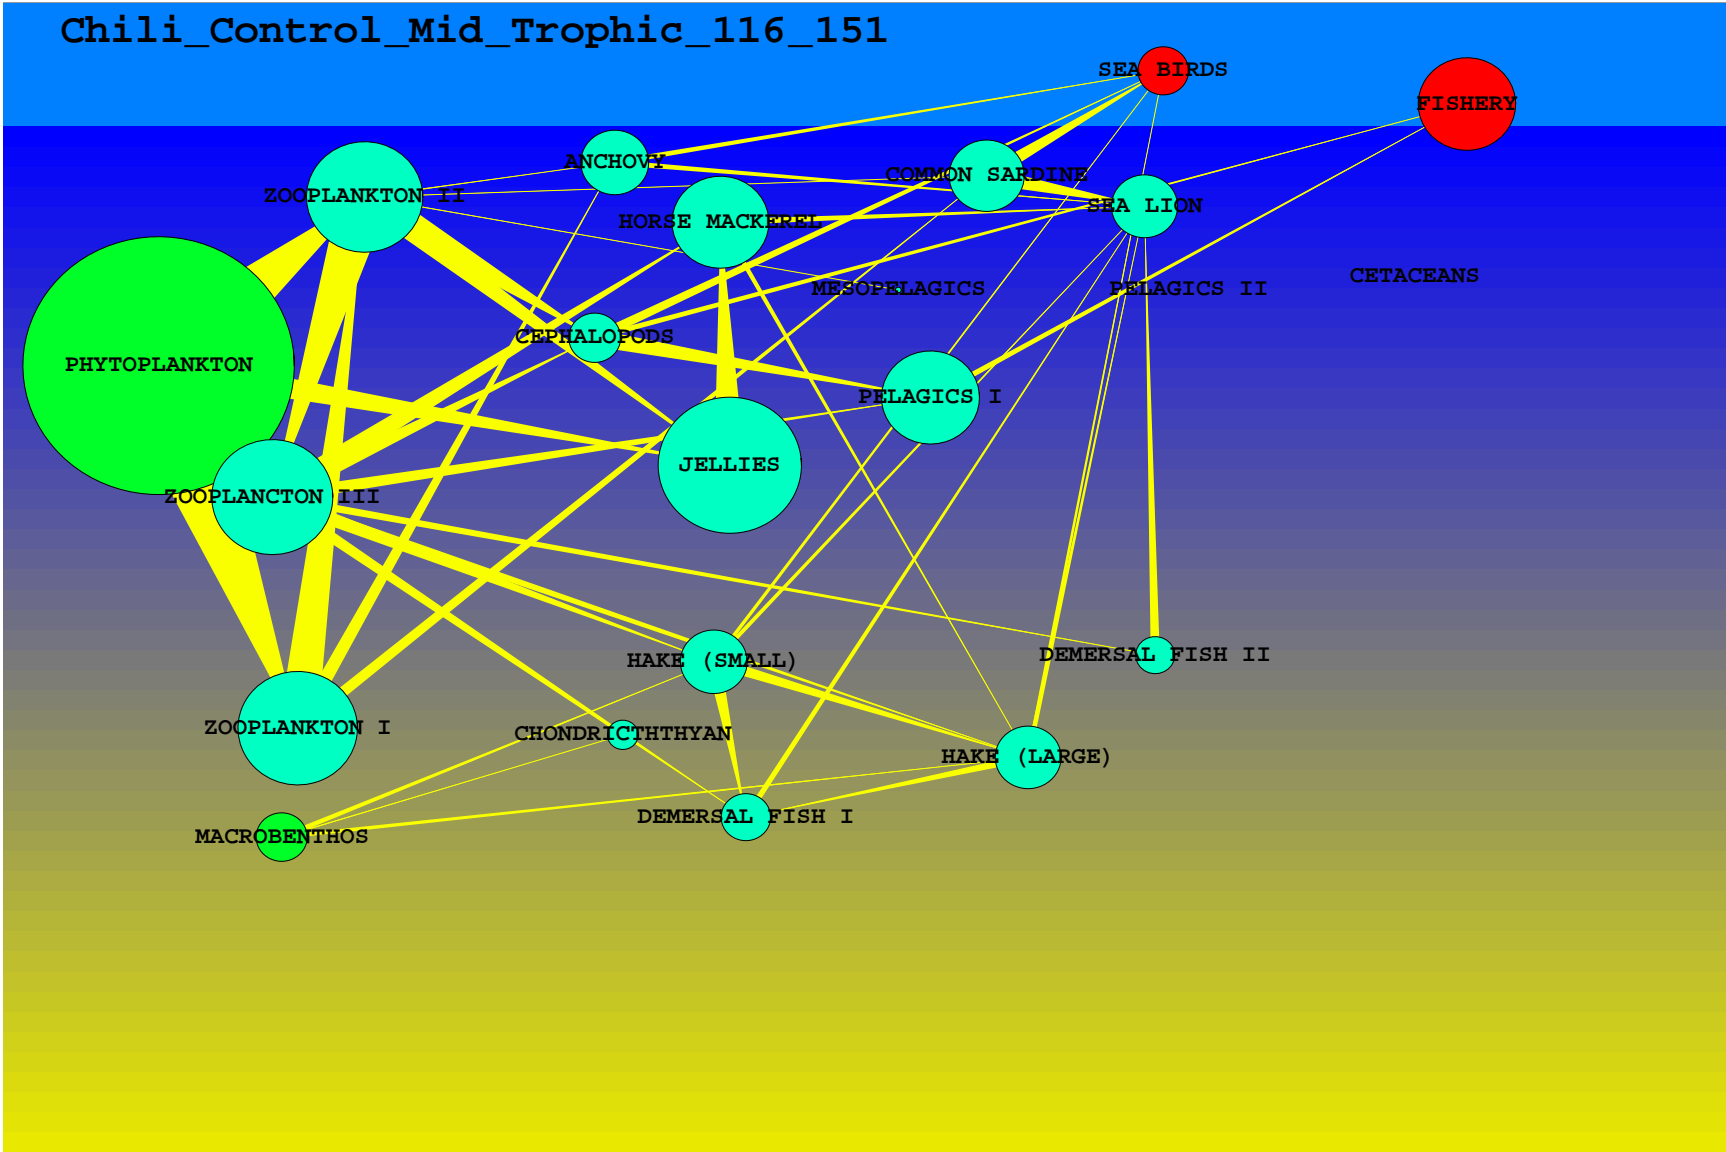 Chili_Control_Mid_Trophic_116_151
SEA BIRDS
FISHERY
ANCHOVY
COMMON SARDINE
ZOOPLANKTON II
SEA LION
HORSE MACKEREL
CETACEANS
MESOPELAGICS
PELAGICS II
CEPHALOPODS
PHYTOPLANKTON
PELAGICS I
JELLIES
ZOOPLANCTON III
DEMERSAL FISH II
HAKE (SMALL)
ZOOPLANKTON I
CHONDRICTHTHYAN
HAKE (LARGE)
DEMERSAL FISH I
MACROBENTHOS